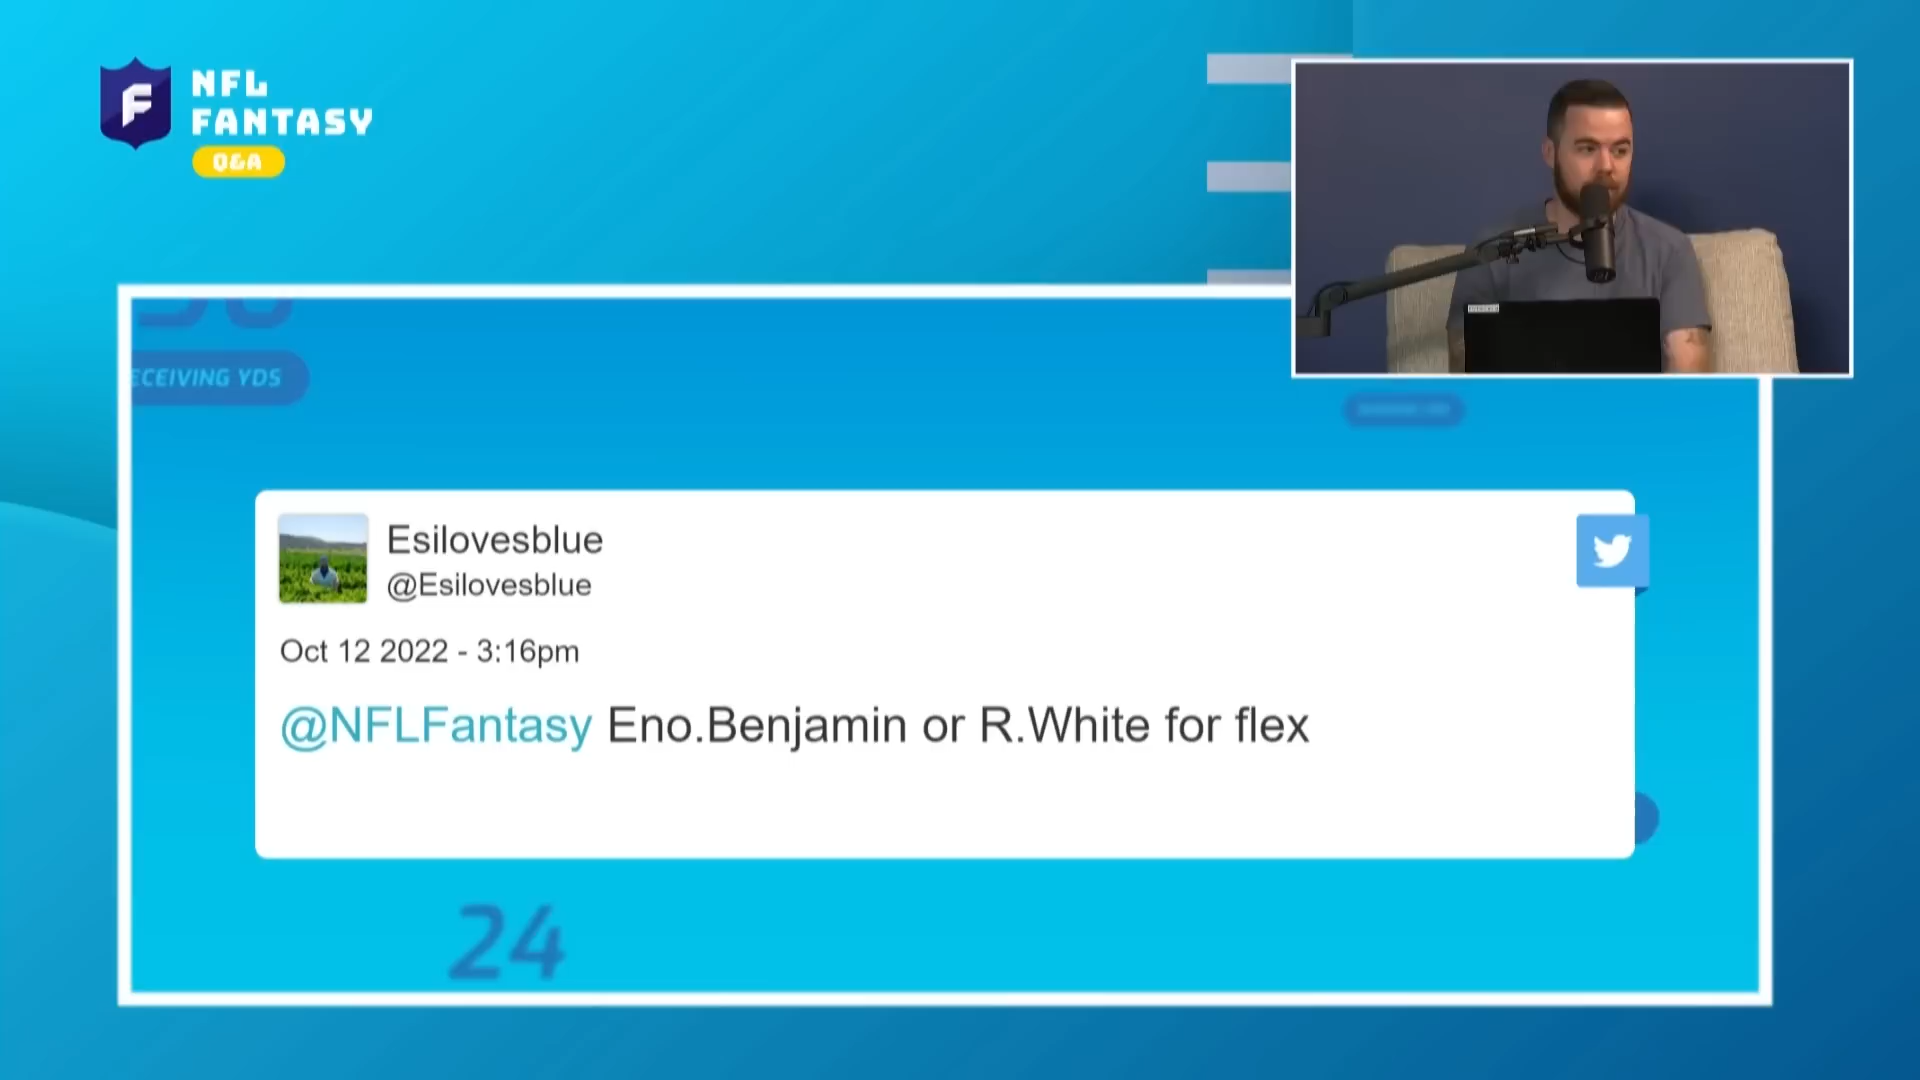 NFL
FANTASY
Q&A
ECEIVING YDS
Esilovesblue
@Esilovesblue
Oct 12 2022 - 3:16pm
@NFLFantasy Eno.Benjamin or R.White for flex
24